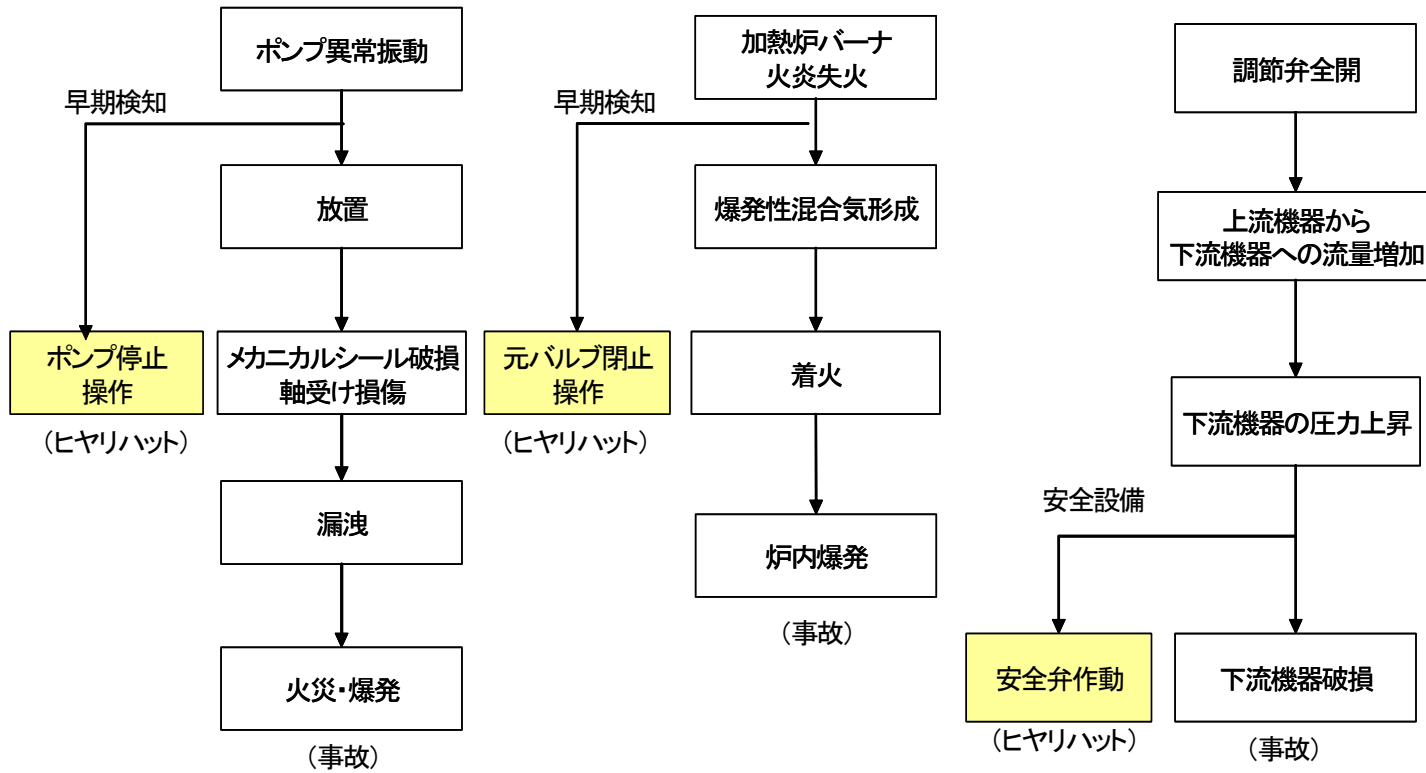 ポンプ異常振動
早期検知
放置
ポンプ停止
操作
(ヒヤリハット)
メカニカルシール破損
軸受け損傷
漏洩
火災・爆発
(事故)
加熱炉バーナ
火炎失火
早期検知
爆発性混合気形成
元バルブ閉止
操作
(ヒヤリハット)
着火
炉内爆発
(事故)
調節弁全開
上流機器から
下流機器への流量増加
下流機器の圧力上昇
安全設備
安全弁作動
(ヒヤリハット)
下流機器破損
(事故)